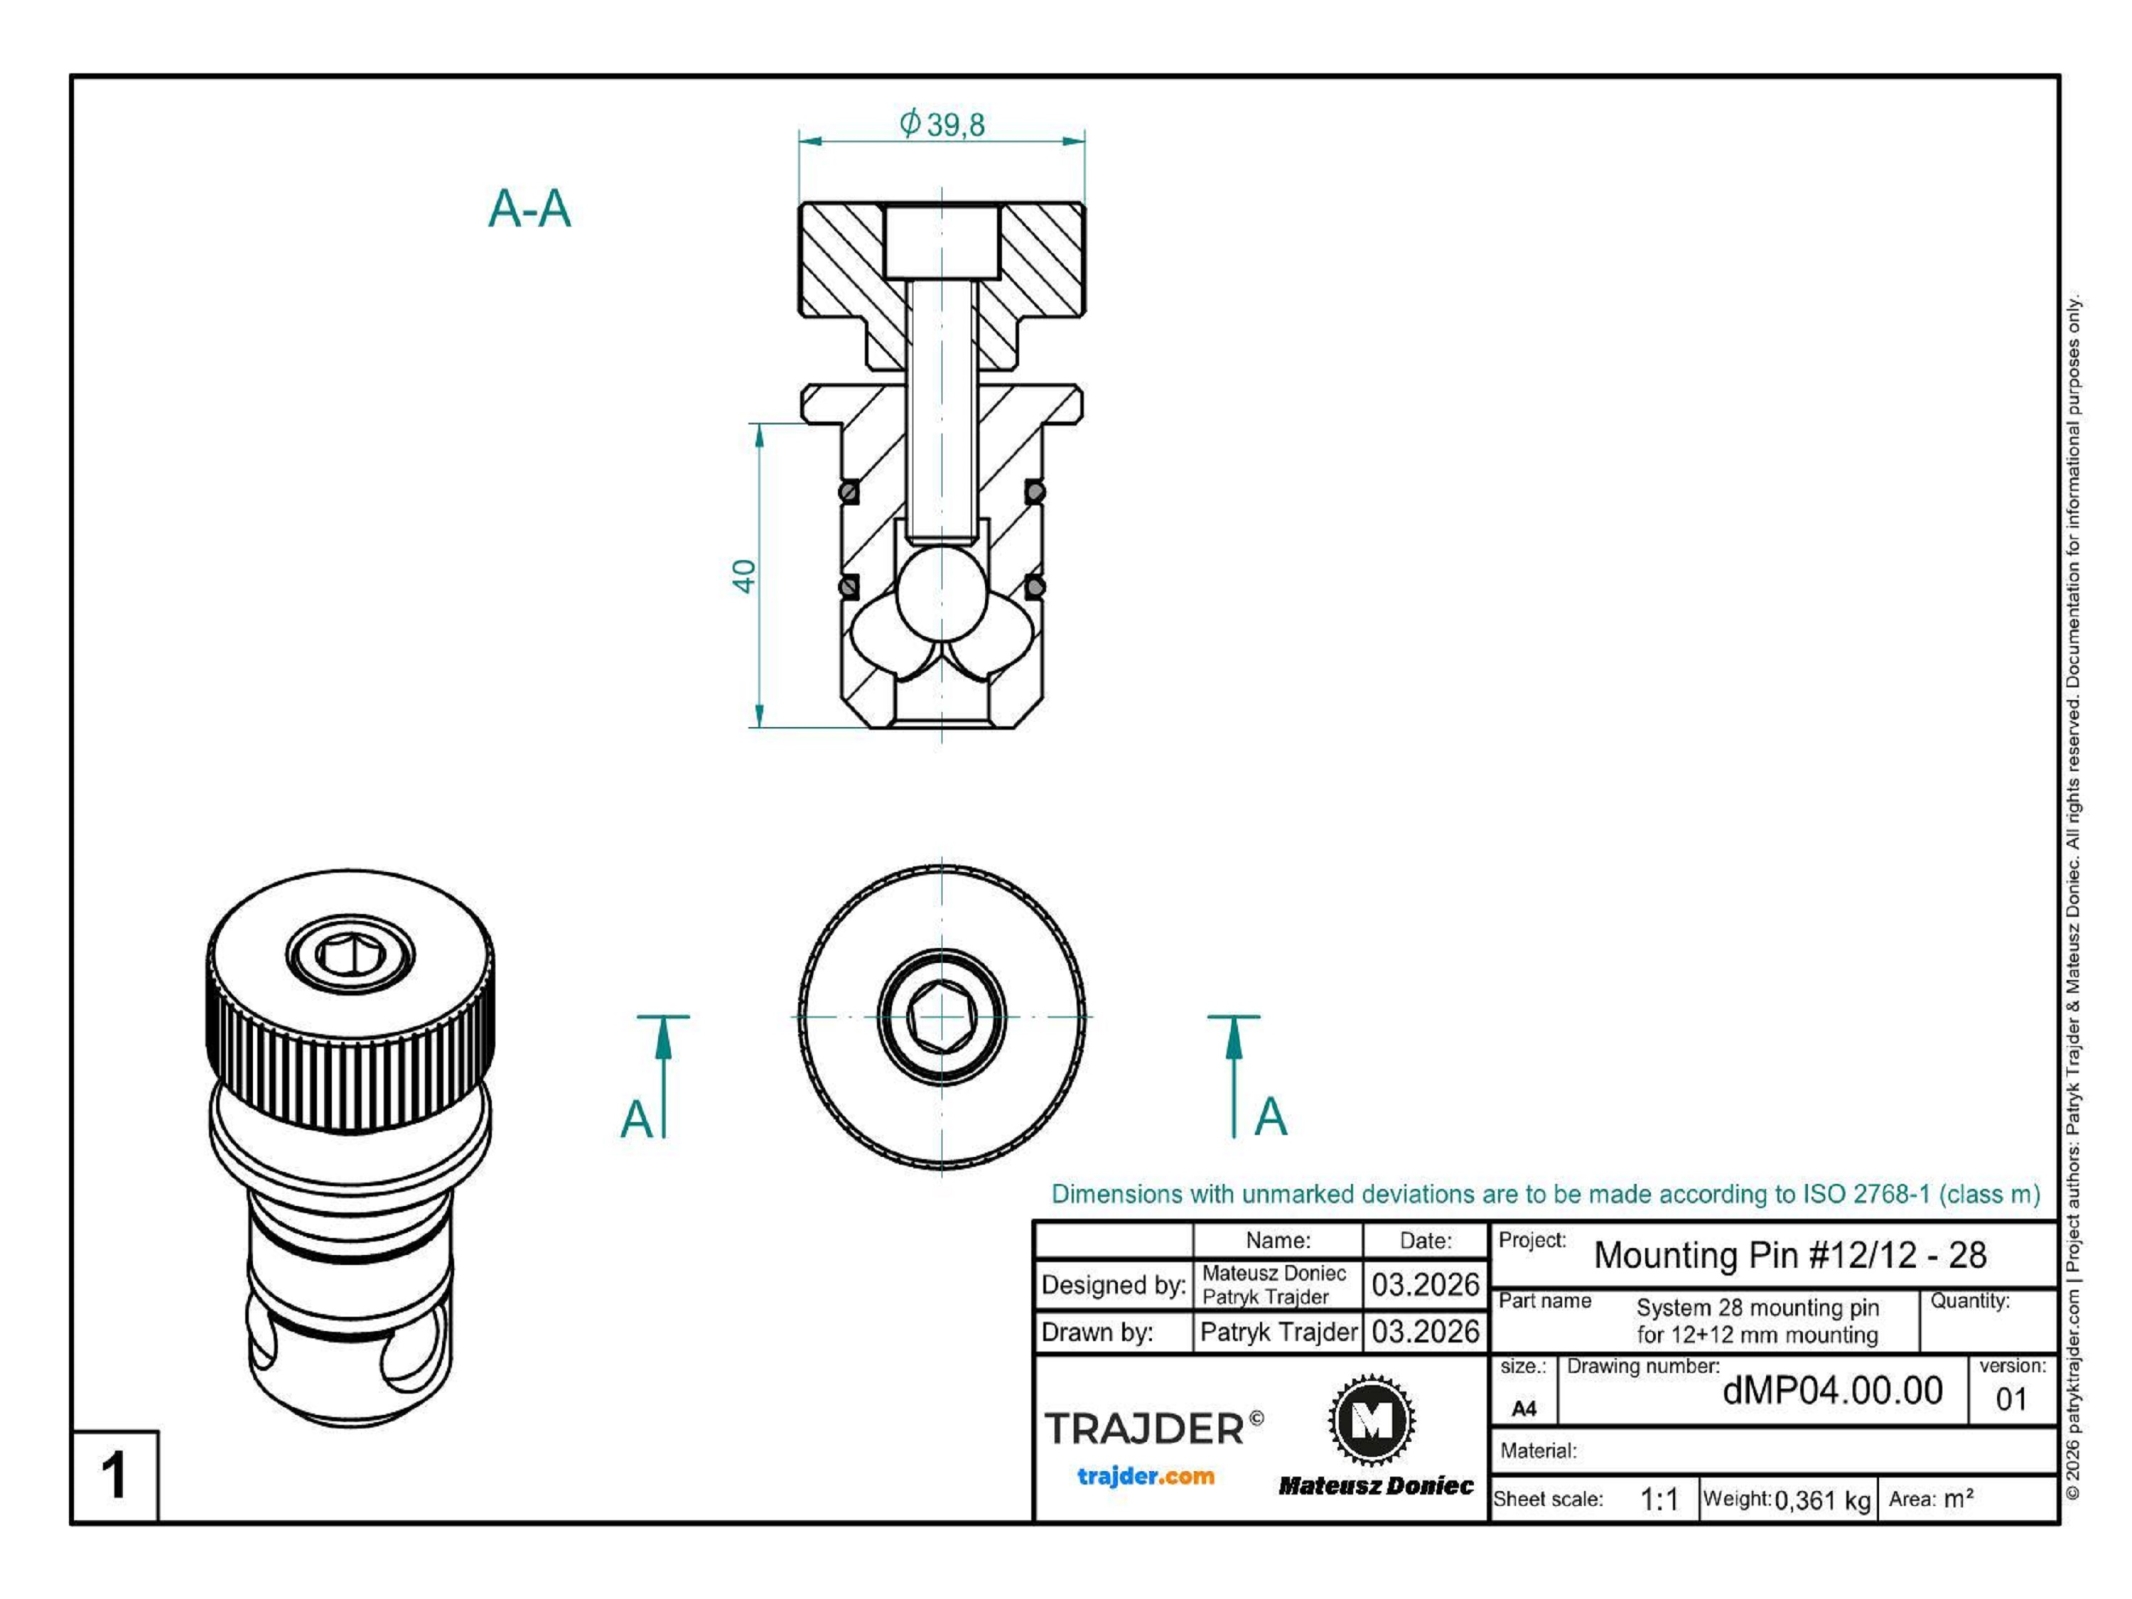 ⌀39,8
A-A
40
A
A
Dimensions with unmarked deviations are to be made according to ISO 2768-1 (class m)
Name:
Date:
Designed by:
Mateusz Doniec
Patryk Trajder
03.2026
Drawn by:
Patryk Trajder
03.2026
Project:
Mounting Pin #12/12 - 28
Part name
System 28 mounting pin
for 12+12 mm mounting
Quantity:
size.:
A4
Drawing number:
dMP04.00.00
version:
01
Material:
Sheet scale: 1:1
Weight: 0,361 kg
Area: m²
TRAJDER©
trajder.com
M
Mateusz Doniec
1
© 2026 patryktrajder.com | Project authors: Patryk Trajder & Mateusz Doniec. All rights reserved. Documentation for informational purposes only.